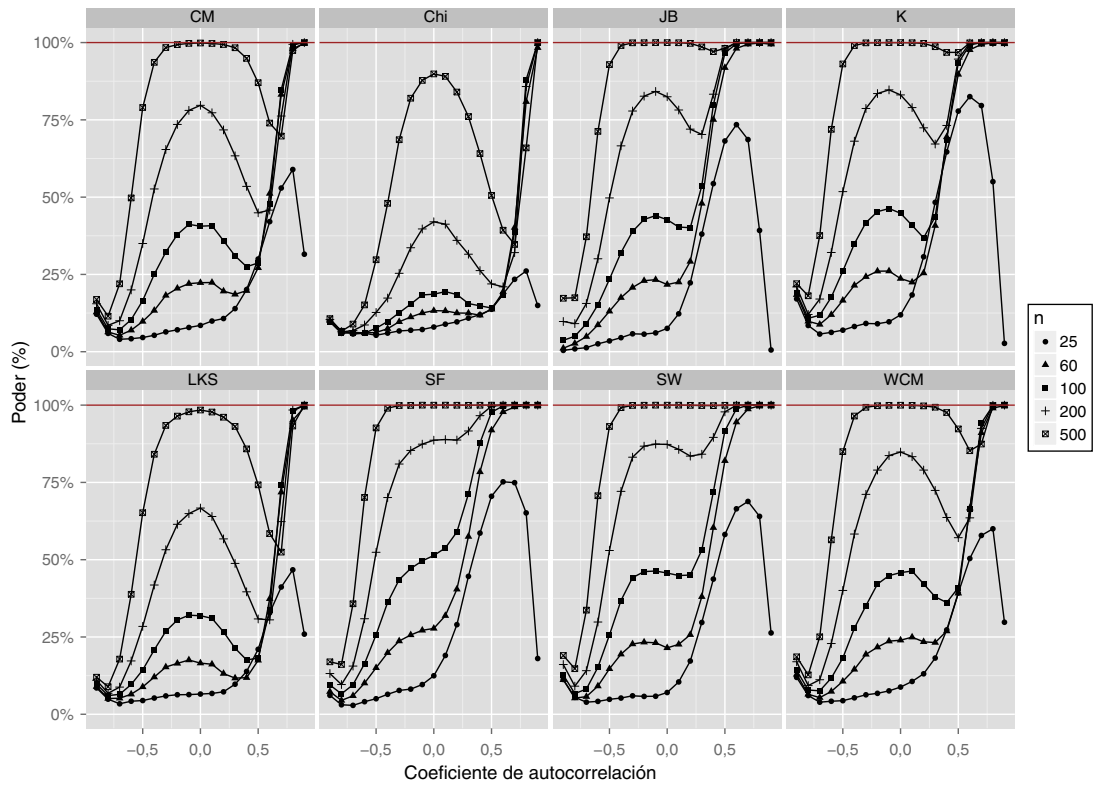 CM Chi JB K
100%
75%
50%
25%
0%
LKS SF SW WCM
100%
75%
50%
25%
0%
−0,5 0,0 0,5 −0,5 0,0 0,5 −0,5 0,0 0,5 −0,5 0,0 0,5
Coeficiente de autocorrelación
Poder (%)
n
25
60
100
200
500